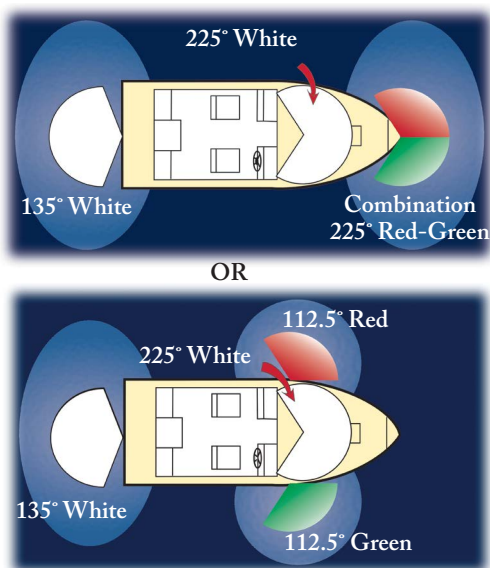 225° White
135° White
Combination
225° Red-Green
OR
112.5° Red
225° White
135° White
112.5° Green